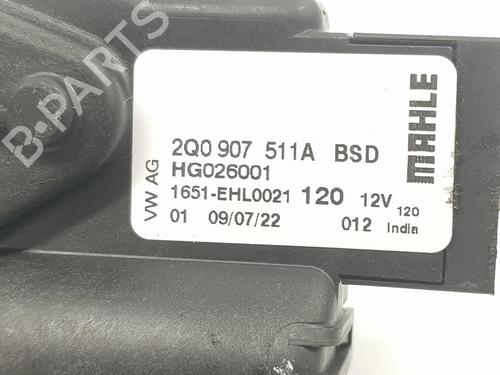 2Q0 907 511A BSD
HG026001
1651-EHL0021 120 12V 120
01 09/07/22 012 India
VW AG
MAHLE
B-PARTS